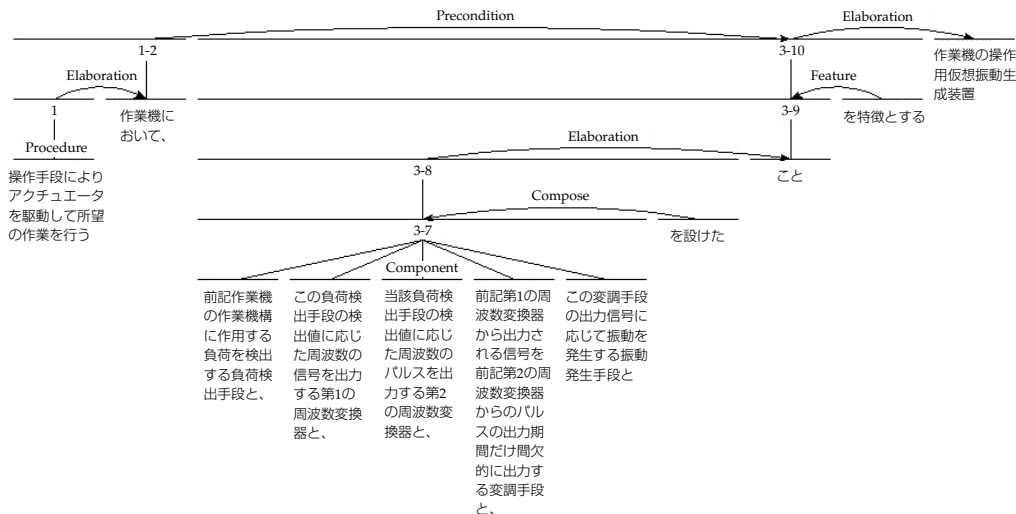 Precondition
Elaboration
1-2
3-10
作業機の操作
用仮想振動生
成装置
Elaboration
Feature
1
作業機に
おいて、
3-9
を特徴とする
Procedure
Elaboration
操作手段により
アクチュエータ
を駆動して所望
の作業を行う
3-8
こと
Compose
3-7
を設けた
Component
前記作業機
の作業機構
に作用する
負荷を検出
する負荷検
出手段と、
この負荷検
出手段の検
出値に応じ
た周波数の
信号を出力
する第1の
周波数変換
器と、
当該負荷検
出手段の検
出値に応じ
た周波数の
パルスを出
力する第2
の周波数変
換器と、
前記第1の周
波数変換器
から出力さ
れる信号を
前記第2の周
波数変換器
からのパル
スの出力期
間だけ間欠
的に出力す
る変調手段
と、
この変調手段
の出力信号に
応じて振動を
発生する振動
発生手段と